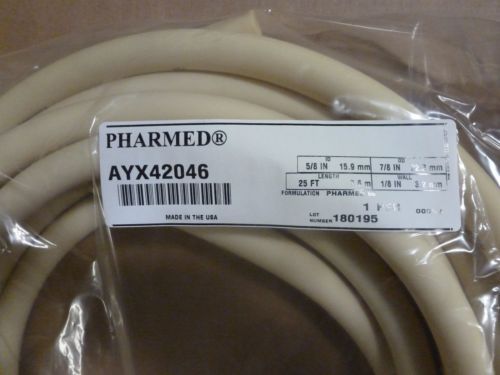 PHARMED®
AYX42046
MADE IN THE USA
ID OD
5/8 IN 15.9 mm 7/8 IN
LENGTH WALL
25 FT 1/8 IN
FORMULATION
1
LOT
NUMBER 180195